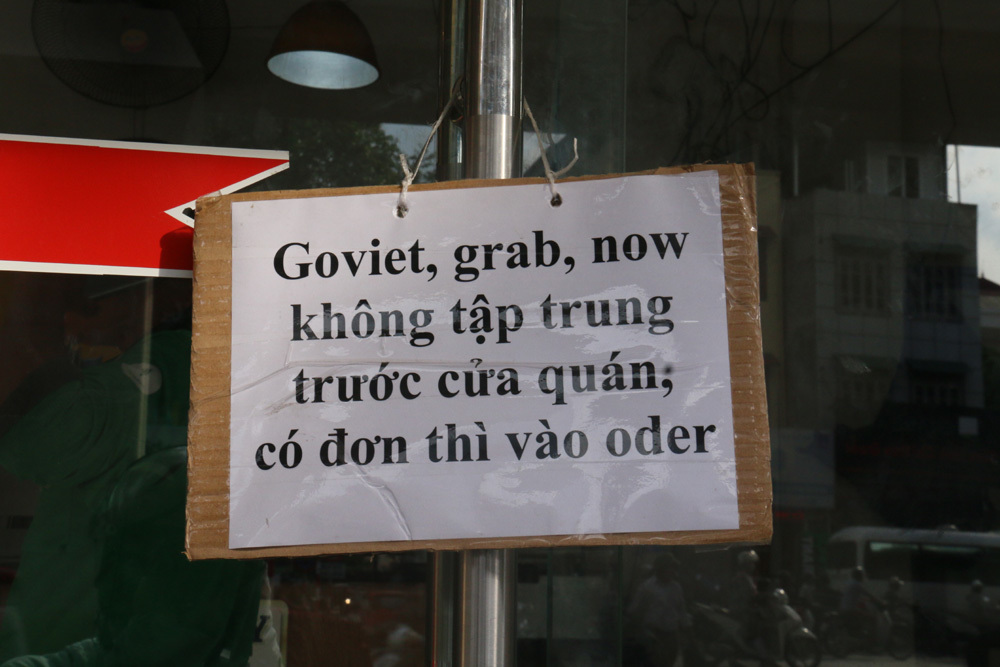 Goviet, grab, now
không tập trung
trước cửa quán;
có đơn thì vào oder